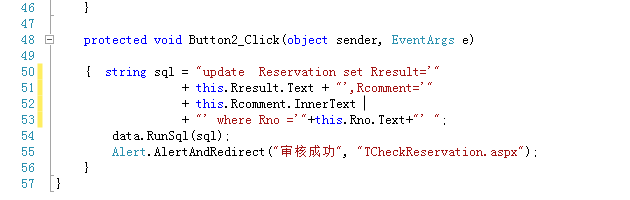 46 }
47
48 protected void Button2_Click(object sender, EventArgs e)
49
50 { string sql = "update  Reservation set Rresult='"
51 + this.Rresult.Text + "',Rcomment='"
52 + this.Rcomment.InnerText
53 + "' where Rno ='"+this.Rno.Text+"' ";
54 data.RunSql(sql);
55 Alert.AlertAndRedirect("审核成功", "TCheckReservation.aspx");
56 }
57 }